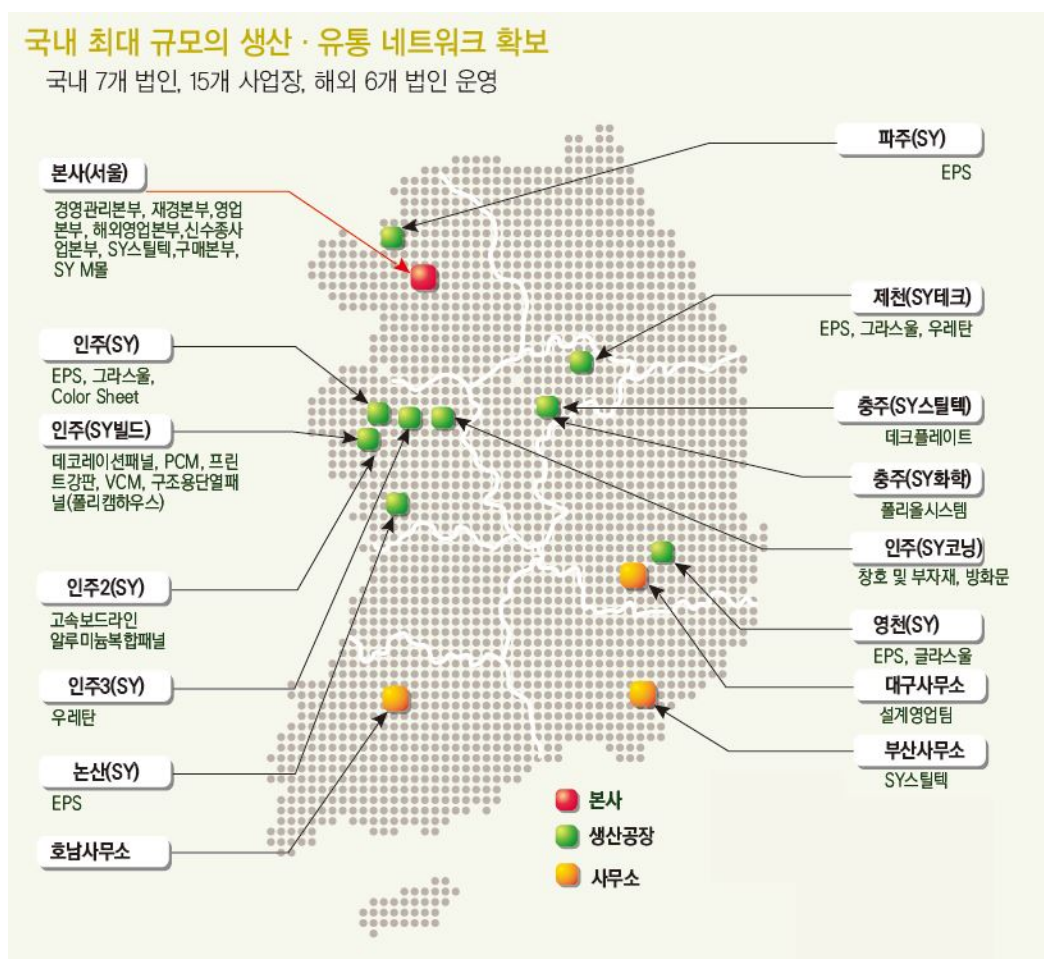 국내 최대 규모의 생산 · 유통 네트워크 확보
국내 7개 법인, 15개 사업장, 해외 6개 법인 운영
본사(서울)
경영관리본부, 재경본부,영업
본부, 해외영업본부,신수종사
업본부, SY스틸텍,구매본부,
SY M몰
인주(SY)
EPS, 그라스울,
Color Sheet
인주(SY빌드)
데코레이션패널, PCM, 프린
트강판, VCM, 구조용단열패
널(폴리캠하우스)
인주2(SY)
고속보드라인
알루미늄복합패널
인주3(SY)
우레탄
논산(SY)
EPS
호남사무소
파주(SY)
EPS
제천(SY테크)
EPS, 그라스울, 우레탄
충주(SY스틸텍)
데크플레이트
충주(SY화학)
폴리올시스템
인주(SY코닝)
창호 및 부자재, 방화문
영천(SY)
EPS, 글라스울
대구사무소
설계영업팀
부산사무소
SY스틸텍
본사
생산공장
사무소